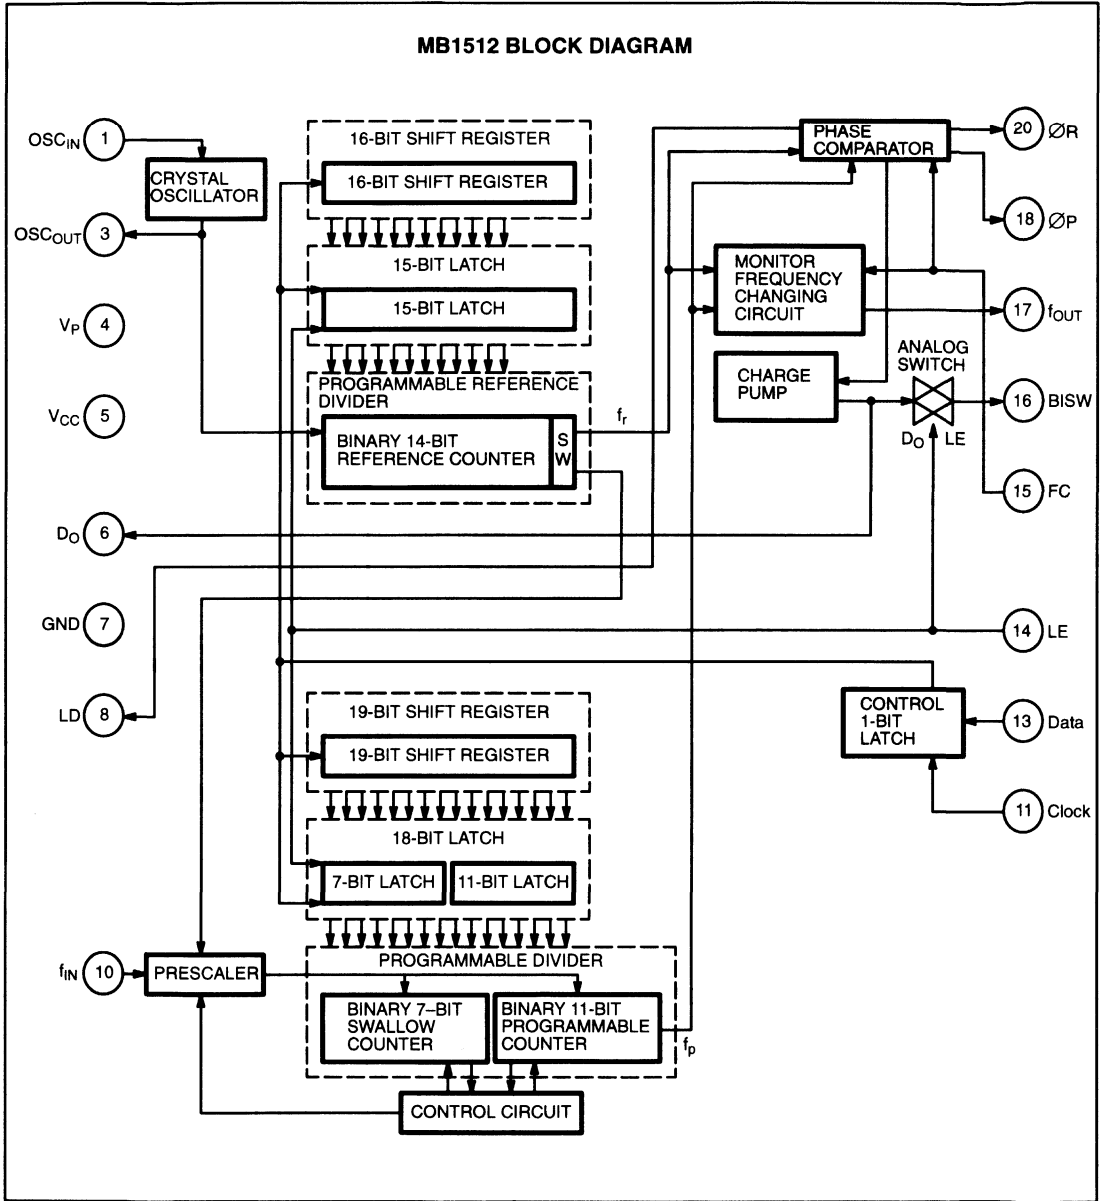 MB1512 BLOCK DIAGRAM
OSCIN 1
CRYSTAL
OSCILLATOR
OSCOUT 3
VP 4
VCC 5
DO 6
GND 7
LD 8
fIN 10
PRESCALER
16-BIT SHIFT REGISTER
16-BIT SHIFT REGISTER
15-BIT LATCH
15-BIT LATCH
PROGRAMMABLE REFERENCE
DIVIDER
BINARY 14-BIT
REFERENCE COUNTER
S
W
fr
19-BIT SHIFT REGISTER
19-BIT SHIFT REGISTER
18-BIT LATCH
7-BIT LATCH
11-BIT LATCH
PROGRAMMABLE DIVIDER
BINARY 7–BIT
SWALLOW
COUNTER
BINARY 11-BIT
PROGRAMMABLE
COUNTER
fp
CONTROL CIRCUIT
PHASE
COMPARATOR
MONITOR
FREQUENCY
CHANGING
CIRCUIT
CHARGE
PUMP
ANALOG
SWITCH
DO LE
CONTROL
1-BIT
LATCH
20 ØR
18 ØP
17 fOUT
16 BISW
15 FC
14 LE
13 Data
11 Clock